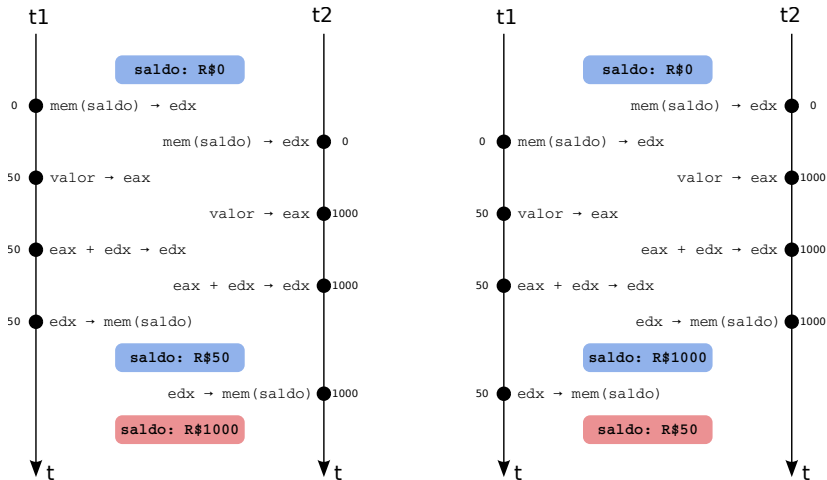 t1 t2
saldo: R$0
0 mem(saldo) → edx
mem(saldo) → edx 0
50 valor → eax
valor → eax 1000
50 eax + edx → edx
eax + edx → edx 1000
50 edx → mem(saldo)
saldo: R$50
edx → mem(saldo) 1000
saldo: R$1000
t t
t1 t2
saldo: R$0
mem(saldo) → edx 0
0 mem(saldo) → edx
valor → eax 1000
50 valor → eax
eax + edx → edx 1000
50 eax + edx → edx
edx → mem(saldo) 1000
saldo: R$1000
50 edx → mem(saldo)
saldo: R$50
t t